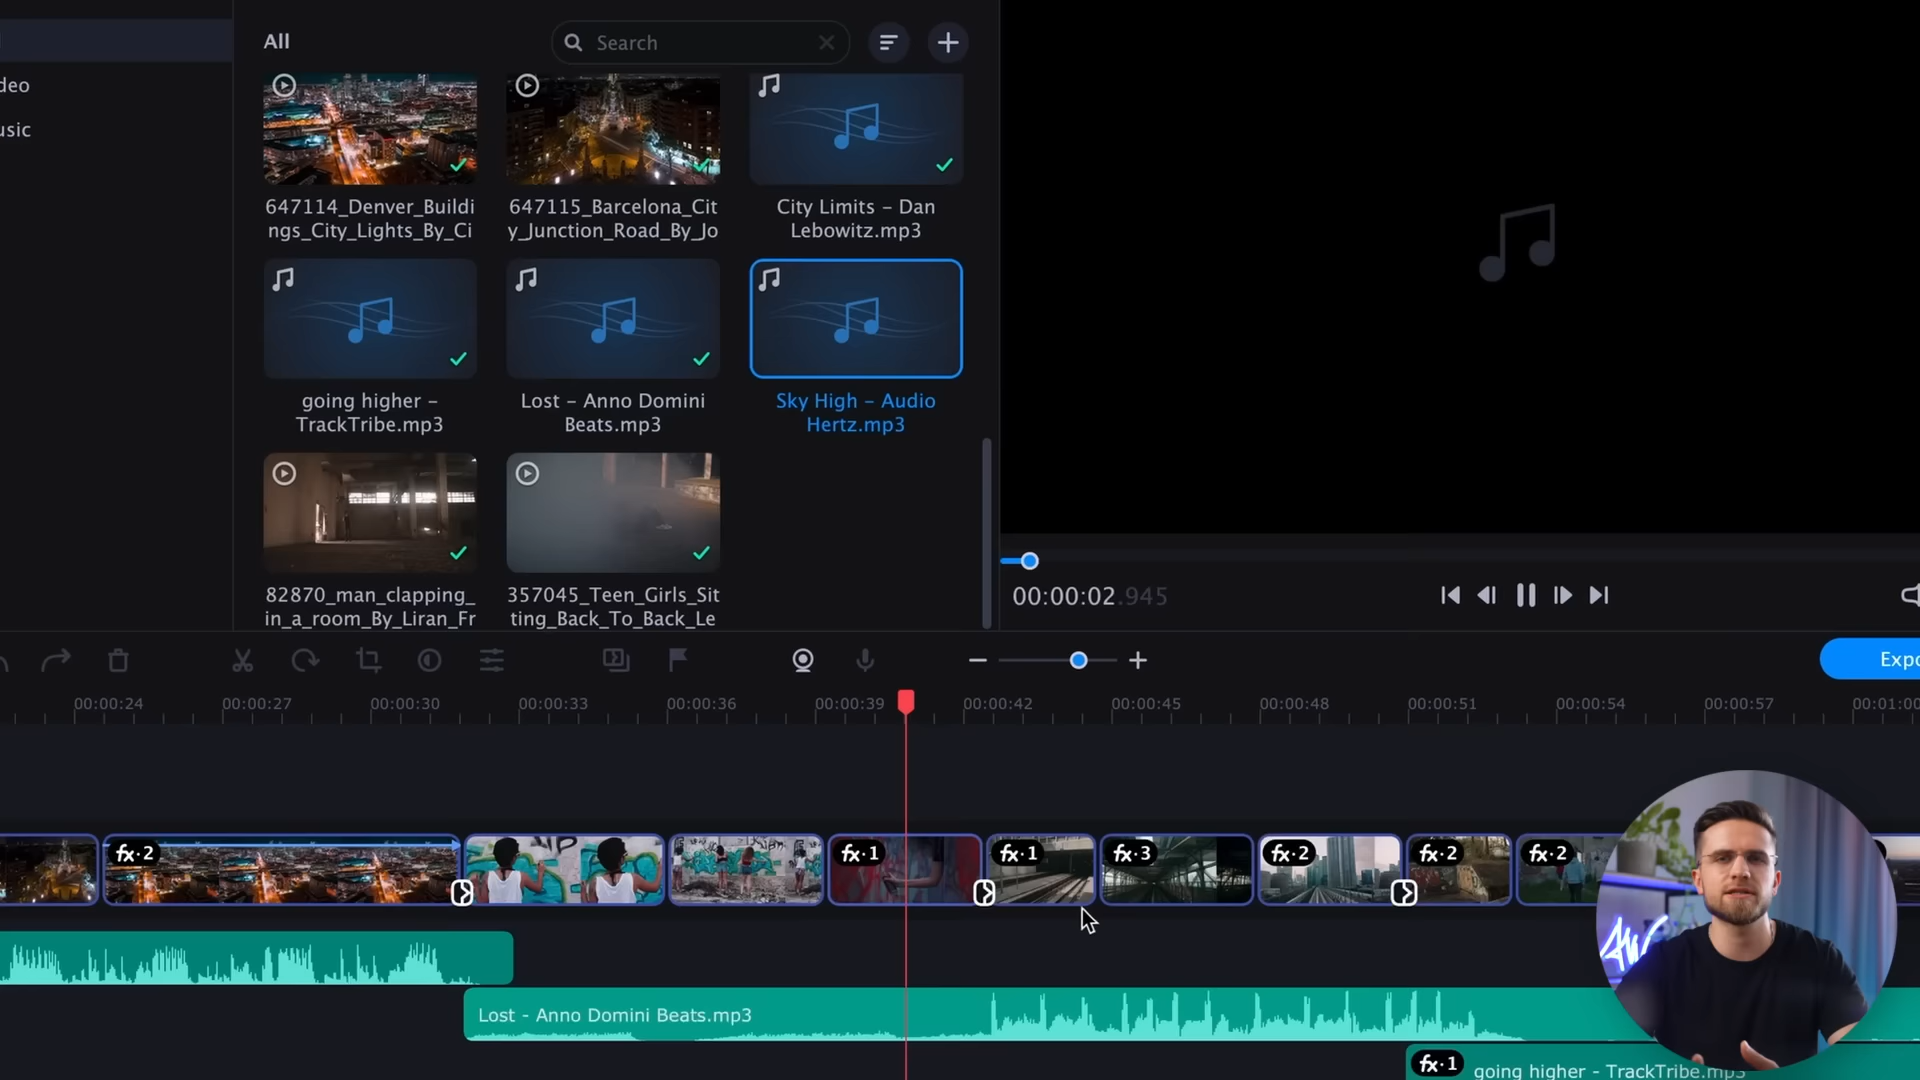 All
Search
deo
usic
647114_Denver_Buildi
ngs_City_Lights_By_Ci
647115_Barcelona_Cit
y_Junction_Road_By_Jo
City Limits – Dan
Lebowitz.mp3
going higher –
TrackTribe.mp3
Lost – Anno Domini
Beats.mp3
Sky High – Audio
Hertz.mp3
82870_man_clapping_
in_a_room_By_Liran_Fr
357045_Teen_Girls_Sit
ting_Back_To_Back_Le
00:00:02.945
Expo
00:00:24
00:00:27
00:00:30
00:00:33
00:00:36
00:00:39
00:00:42
00:00:45
00:00:48
00:00:51
00:00:54
00:00:57
00:01:00
fx·2
fx·1
fx·1
fx·3
fx·2
fx·2
fx·2
AW
Lost - Anno Domini Beats.mp3
fx·1
going higher - TrackTribe.mp3